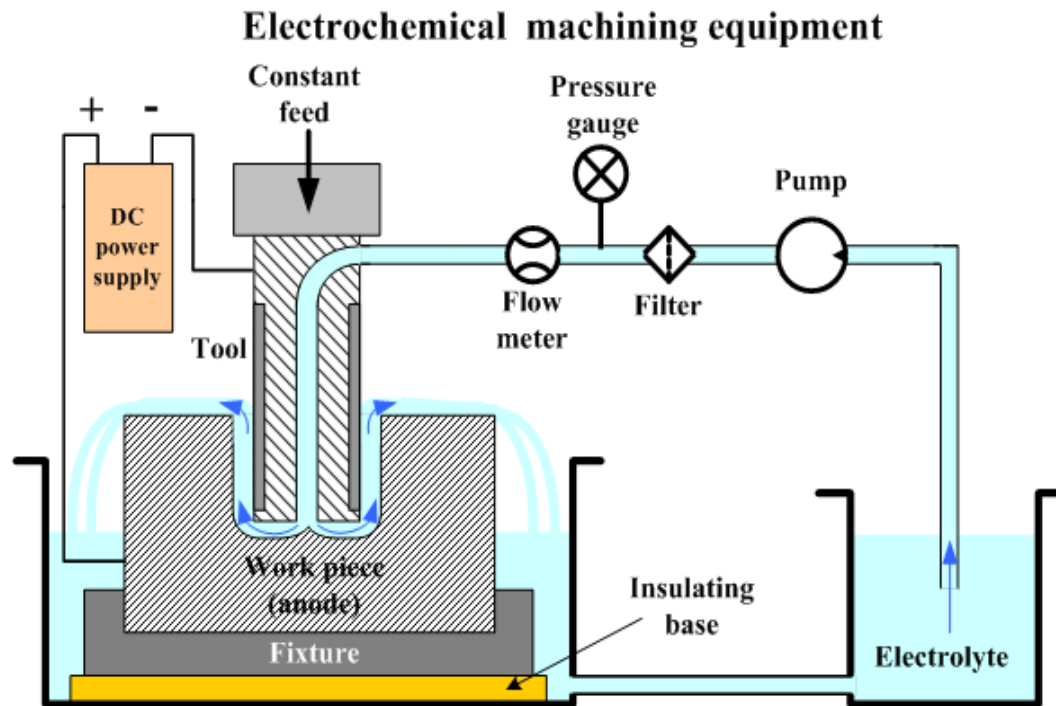 Electrochemical machining equipment
Constant
feed
Pressure
gauge
+ -
Pump
DC
power
supply
Flow
meter
Filter
Tool
Work piece
(anode)
Insulating
base
Fixture
Electrolyte